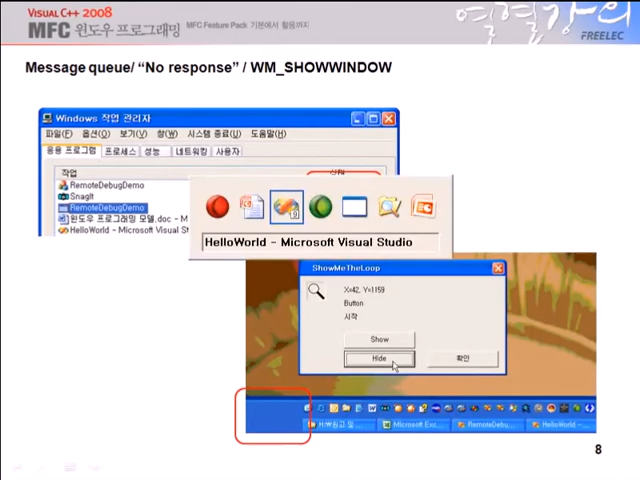 VISUAL C++ 2008
MFC 윈도우 프로그래밍 MFC Feature Pack 기본에서 활용까지
열혈강의
FREELEC
Message queue/ “No response” / WM_SHOWWINDOW
Windows 작업 관리자
파일(F) 옵션(O) 보기(V) 창(W) 시스템 종료(U) 도움말(H)
응용 프로그램 프로세스 성능 네트워킹 사용자
작업
RemoteDebugDemo
SnagIt
RemoteDebugDemo
윈도우 프로그래밍 모델.doc - M
HelloWorld - Microsoft Visual St
HelloWorld - Microsoft Visual Studio
ShowMeTheLoop
X=42, Y=1159
Button
시작
Show
Hide
확인
Microsoft Exc...
RemoteDebu...
HelloWorld - ...
8